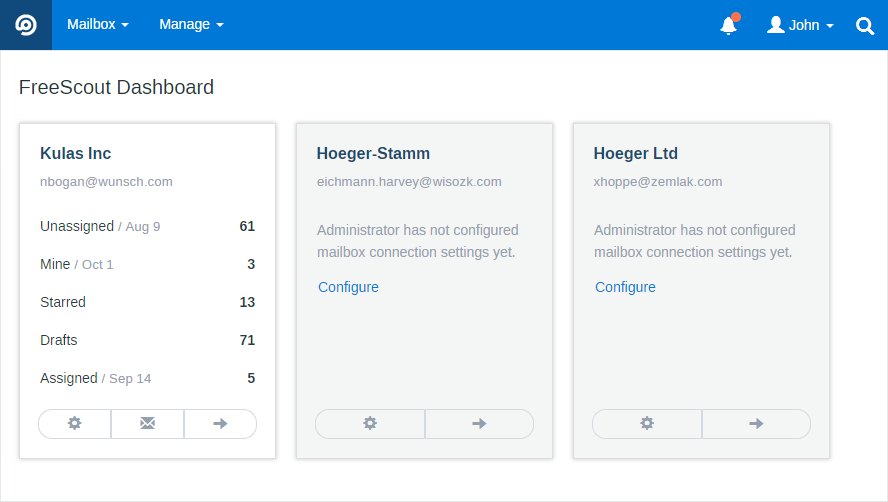 Mailbox Manage John
FreeScout Dashboard
Kulas Inc
nbogan@wunsch.com
Unassigned / Aug 9 61
Mine / Oct 1 3
Starred 13
Drafts 71
Assigned / Sep 14 5
Hoeger-Stamm
eichmann.harvey@wisozk.com
Administrator has not configured
mailbox connection settings yet.
Configure
Hoeger Ltd
xhoppe@zemlak.com
Administrator has not configured
mailbox connection settings yet.
Configure